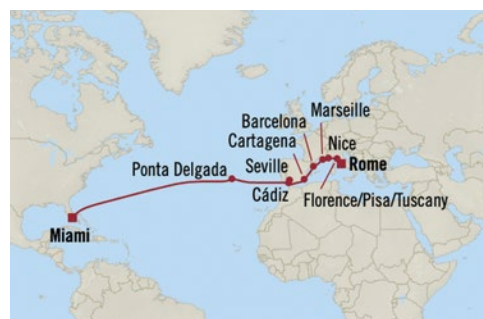 Marseille
Barcelona
Cartagena
Nice
Ponta Delgada
Seville
Rome
Cádiz
Florence/Pisa/Tuscany
Miami